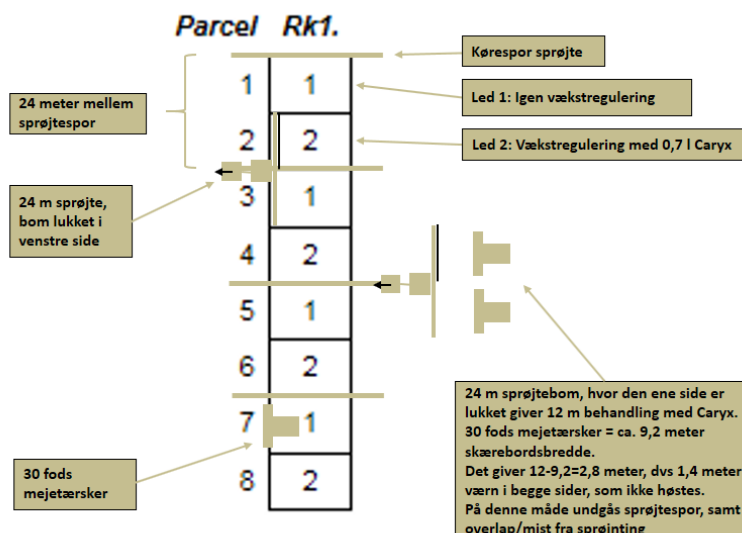 Parcel Rk1.
Kørespor sprøjte
1 1
Led 1: Igen vækstregulering
24 meter mellem
sprøjtespor
2 2
Led 2: Vækstregulering med 0,7 l Caryx
3 1
24 m sprøjte,
bom lukket i
venstre side
4 2
5 1
6 2
24 m sprøjtebom, hvor den ene side er
lukket giver 12 m behandling med Caryx.
30 fods mejetærsker = ca. 9,2 meter
skærebordsbredde.
Det giver 12-9,2=2,8 meter, dvs 1,4 meter
værn i begge sider, som ikke høstes.
På denne måde undgås sprøjtespor, samt
overlap/mist fra sprøinting
7 1
30 fods
mejetærsker
8 2